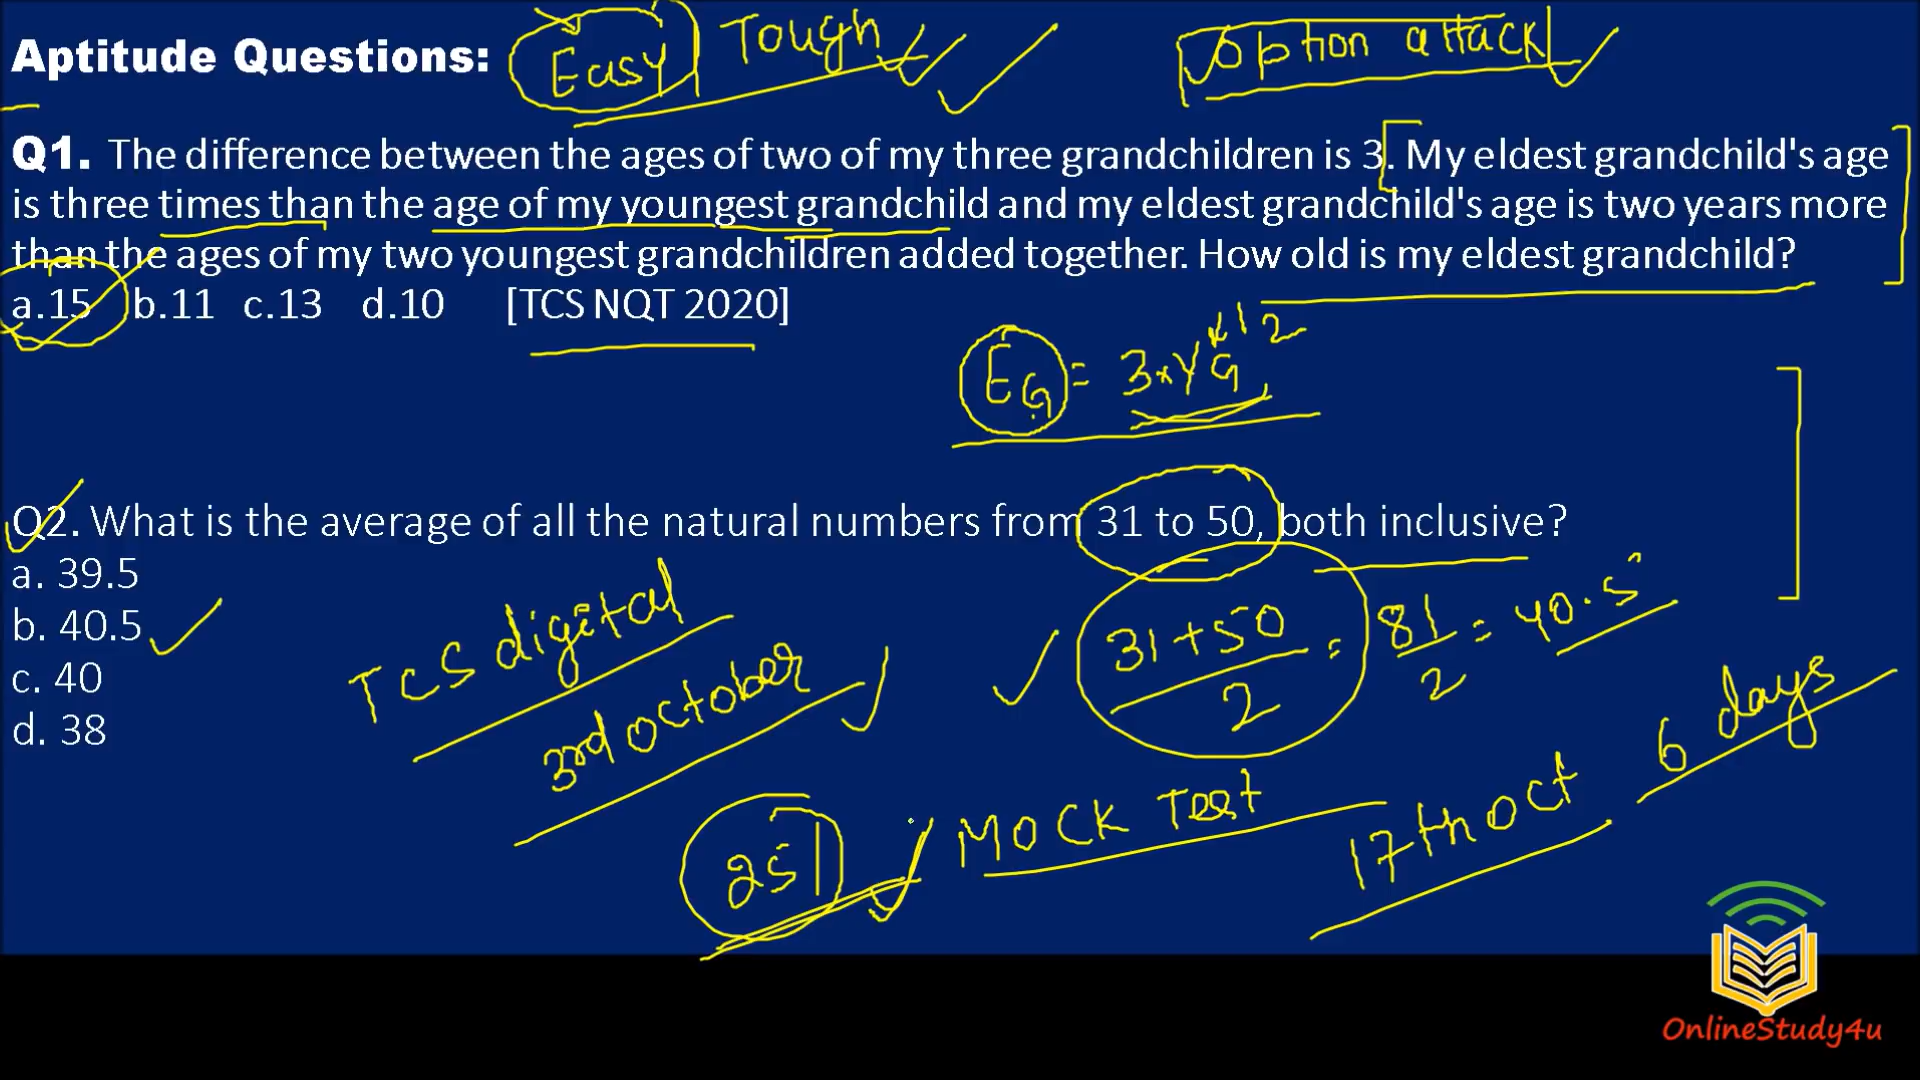 Aptitude Questions: Easy Tough Option attack
Q1. The difference between the ages of two of my three grandchildren is 3. My eldest grandchild's age
is three times than the age of my youngest grandchild and my eldest grandchild's age is two years more
than the ages of my two youngest grandchildren added together. How old is my eldest grandchild?
a.15 b.11 c.13 d.10 [TCS NQT 2020]
EG = 3×YG
Q2. What is the average of all the natural numbers from 31 to 50, both inclusive?
a. 39.5
b. 40.5
c. 40
d. 38
31+50 / 2 = 81 / 2 = 40.5
TCS digital
3rd october
6 days
251 Mock Test
17th oct
OnlineStudy4u